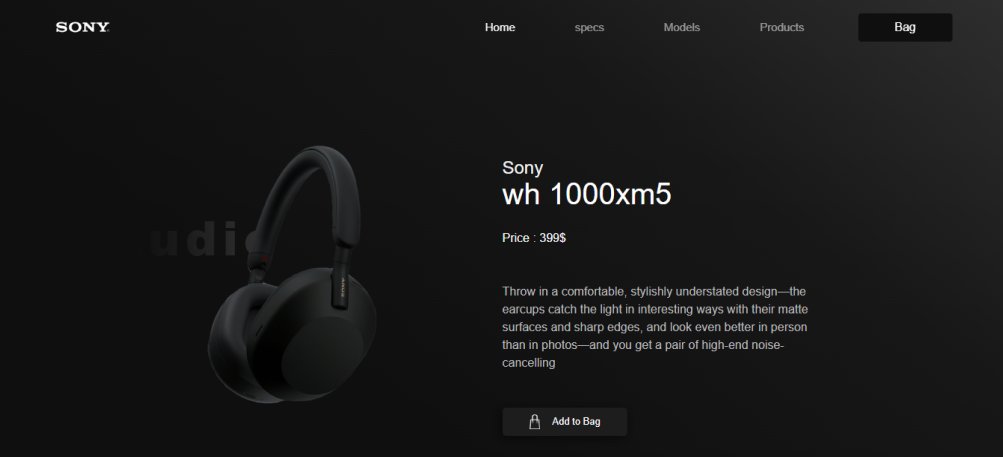 SONY
Home
specs
Models
Products
Bag
Sony
wh 1000xm5
Price : 399$
udio
Throw in a comfortable, stylishly understated design—the
earcups catch the light in interesting ways with their matte
surfaces and sharp edges, and look even better in person
than in photos—and you get a pair of high-end noise-
cancelling
SONY
Add to Bag